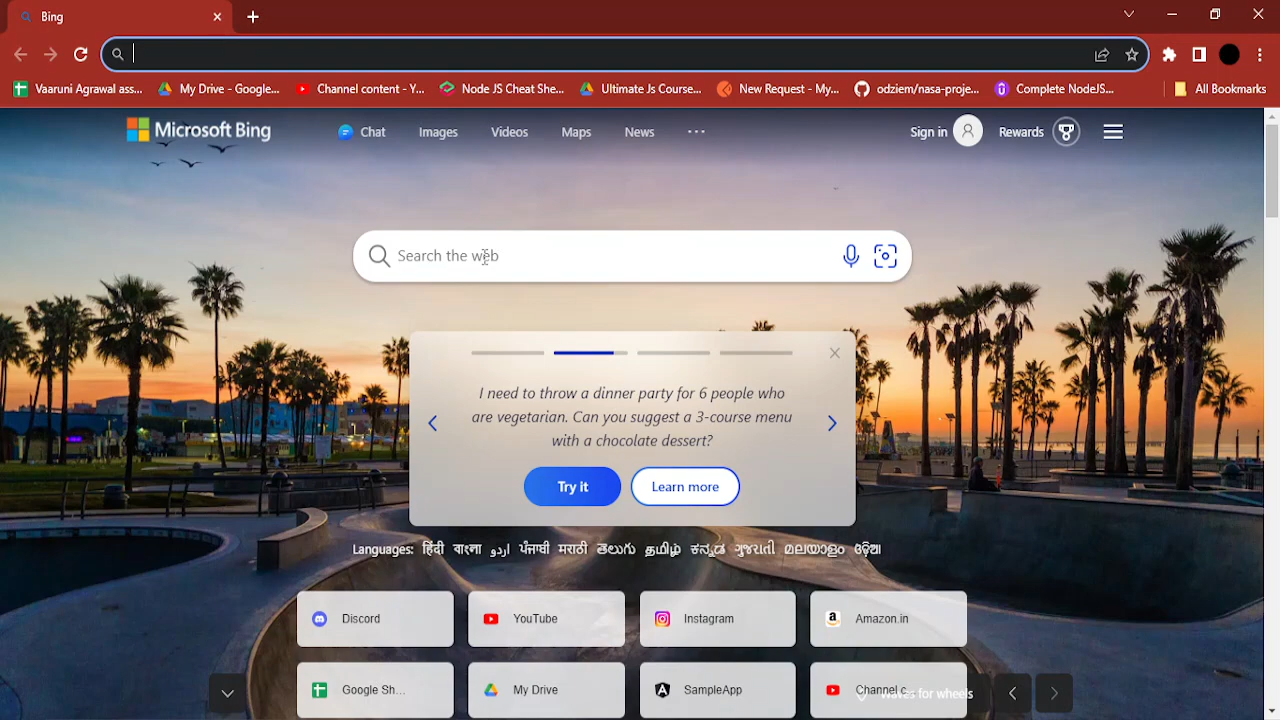 Bing
Vaaruni Agrawal ass... My Drive - Google... Channel content - Y... Node JS Cheat She... Ultimate Js Course... New Request - My... odziem/nasa-proje... Complete NodeJS... All Bookmarks
Microsoft Bing Chat Images Videos Maps News ... Sign in Rewards
Search the web
I need to throw a dinner party for 6 people who
are vegetarian. Can you suggest a 3-course menu
with a chocolate dessert?
Try it Learn more
Languages: हिंदी বাংলা اردو ਪੰਜਾਬੀ मराठी తెలుగు தமிழ் ಕನ್ನಡ ગુજરાતી മലയാളം ଓଡ଼ିଆ
Discord YouTube Instagram Amazon.in
Google Sh... My Drive SampleApp Channel c...
Waves for wheels